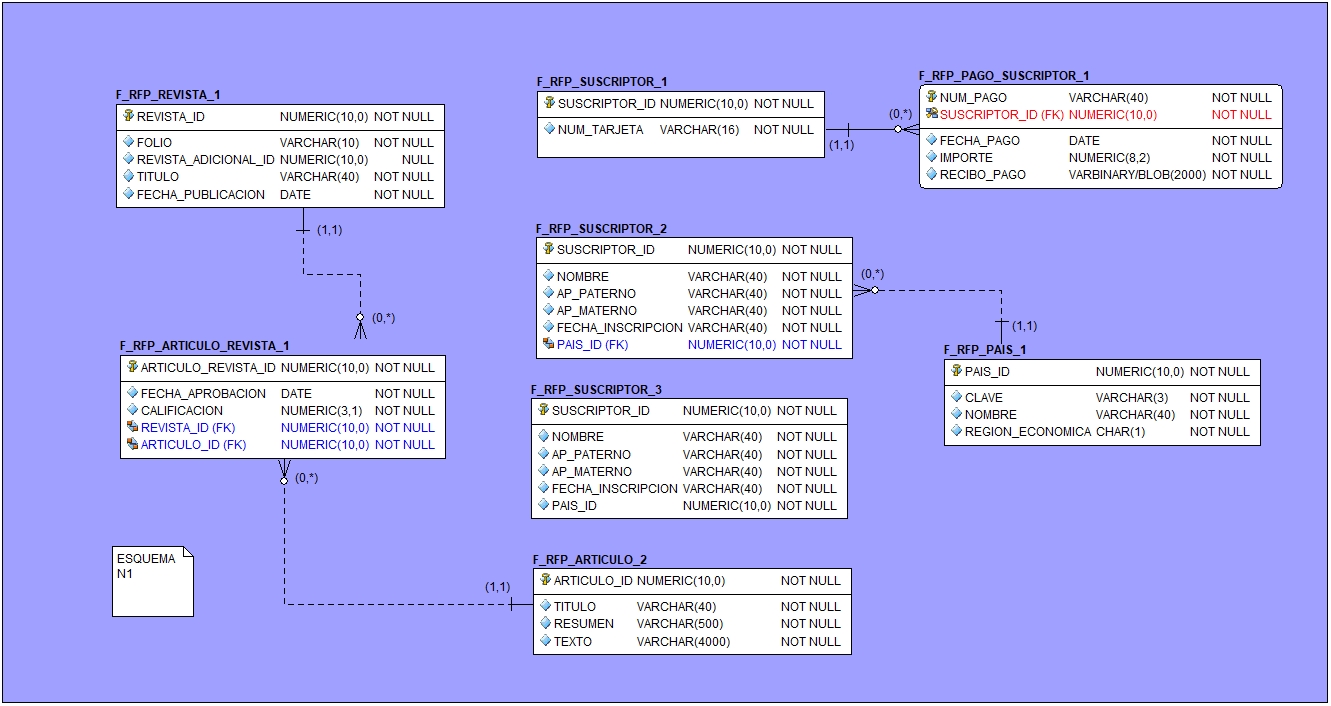 F_RFP_REVISTA_1
REVISTA_ID NUMERIC(10,0) NOT NULL
FOLIO VARCHAR(10) NOT NULL
REVISTA_ADICIONAL_ID NUMERIC(10,0) NULL
TITULO VARCHAR(40) NOT NULL
FECHA_PUBLICACION DATE NOT NULL
(1,1)
(0,*)
F_RFP_ARTICULO_REVISTA_1
ARTICULO_REVISTA_ID NUMERIC(10,0) NOT NULL
FECHA_APROBACION DATE NOT NULL
CALIFICACION NUMERIC(3,1) NOT NULL
REVISTA_ID (FK) NUMERIC(10,0) NOT NULL
ARTICULO_ID (FK) NUMERIC(10,0) NOT NULL
(0,*)
(1,1)
ESQUEMA
N1
F_RFP_SUSCRIPTOR_1
SUSCRIPTOR_ID NUMERIC(10,0) NOT NULL
NUM_TARJETA VARCHAR(16) NOT NULL
(1,1)
(0,*)
F_RFP_PAGO_SUSCRIPTOR_1
NUM_PAGO VARCHAR(40) NOT NULL
SUSCRIPTOR_ID (FK) NUMERIC(10,0) NOT NULL
FECHA_PAGO DATE NOT NULL
IMPORTE NUMERIC(8,2) NOT NULL
RECIBO_PAGO VARBINARY/BLOB(2000) NOT NULL
F_RFP_SUSCRIPTOR_2
SUSCRIPTOR_ID NUMERIC(10,0) NOT NULL
NOMBRE VARCHAR(40) NOT NULL
AP_PATERNO VARCHAR(40) NOT NULL
AP_MATERNO VARCHAR(40) NOT NULL
FECHA_INSCRIPCION VARCHAR(40) NOT NULL
PAIS_ID (FK) NUMERIC(10,0) NOT NULL
(0,*)
(1,1)
F_RFP_PAIS_1
PAIS_ID NUMERIC(10,0) NOT NULL
CLAVE VARCHAR(3) NOT NULL
NOMBRE VARCHAR(40) NOT NULL
REGION_ECONOMICA CHAR(1) NOT NULL
F_RFP_SUSCRIPTOR_3
SUSCRIPTOR_ID NUMERIC(10,0) NOT NULL
NOMBRE VARCHAR(40) NOT NULL
AP_PATERNO VARCHAR(40) NOT NULL
AP_MATERNO VARCHAR(40) NOT NULL
FECHA_INSCRIPCION VARCHAR(40) NOT NULL
PAIS_ID NUMERIC(10,0) NOT NULL
F_RFP_ARTICULO_2
ARTICULO_ID NUMERIC(10,0) NOT NULL
TITULO VARCHAR(40) NOT NULL
RESUMEN VARCHAR(500) NOT NULL
TEXTO VARCHAR(4000) NOT NULL